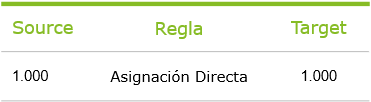 Source Regla Target
1.000 Asignación Directa 1.000